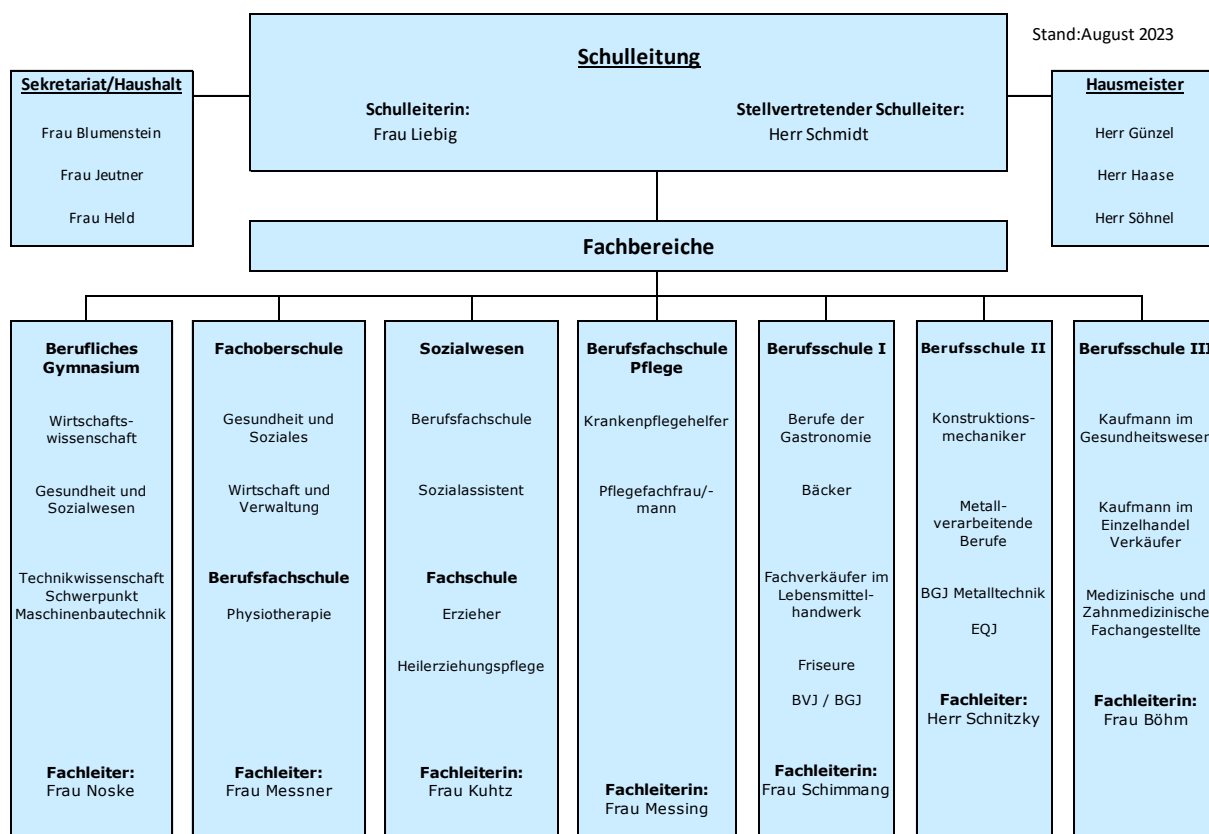 Stand:August 2023
Schulleitung
Schulleiterin:
Frau Liebig
Stellvertretender Schulleiter:
Herr Schmidt
Sekretariat/Haushalt
Frau Blumenstein
Frau Jeutner
Frau Held
Hausmeister
Herr Günzel
Herr Haase
Herr Söhnel
Fachbereiche
Berufliches
Gymnasium
Wirtschafts-
wissenschaft
Gesundheit und
Sozialwesen
Technikwissenschaft
Schwerpunkt
Maschinenbautechnik
Fachleiter:
Frau Noske
Fachoberschule
Gesundheit und
Soziales
Wirtschaft und
Verwaltung
Berufsfachschule
Physiotherapie
Fachleiter:
Frau Messner
Sozialwesen
Berufsfachschule
Sozialassistent
Fachschule
Erzieher
Heilerziehungspflege
Fachleiterin:
Frau Kuhtz
Berufsfachschule
Pflege
Krankenpflegehelfer
Pflegefachfrau/-
mann
Fachleiterin:
Frau Messing
Berufsschule I
Berufe der
Gastronomie
Bäcker
Fachverkäufer im
Lebensmittel-
handwerk
Friseure
BVJ / BGJ
Fachleiterin:
Frau Schimmang
Berufsschule II
Konstruktions-
mechaniker
Metall-
verarbeitende
Berufe
BGJ Metalltechnik
EQJ
Fachleiter:
Herr Schnitzky
Berufsschule III
Kaufmann im
Gesundheitswesen
Kaufmann im
Einzelhandel
Verkäufer
Medizinische und
Zahnmedizinische
Fachangestellte
Fachleiterin:
Frau Böhm